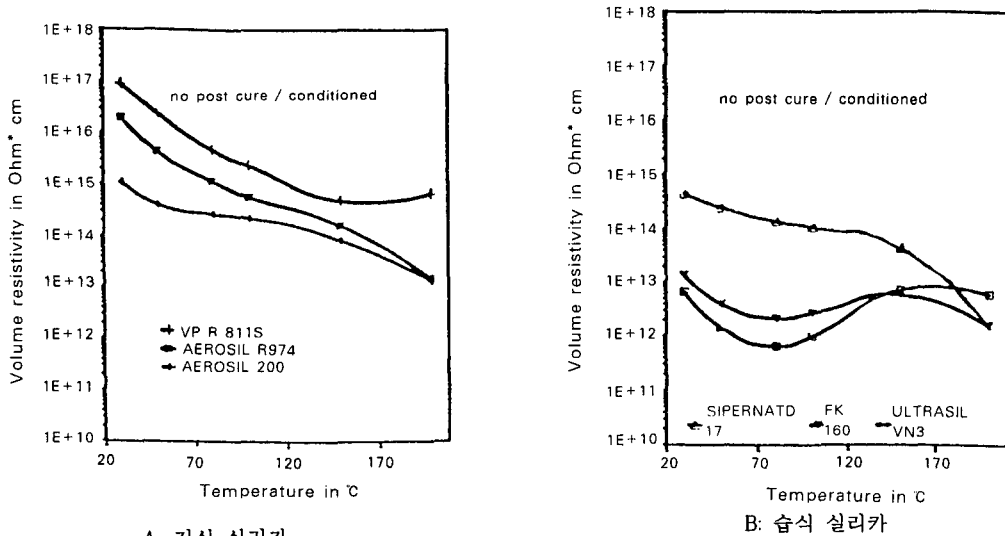 1E+18
1E+17
1E+16
1E+15
1E+14
1E+13
1E+12
1E+11
1E+10
Volume resistivity in Ohm* cm
no post cure / conditioned
VP R 811S
AEROSIL R974
AEROSIL 200
20 70 120 170
Temperature in ℃
A:
1E+18
1E+17
1E+16
1E+15
1E+14
1E+13
1E+12
1E+11
1E+10
Volume resistivity in Ohm* cm
no post cure / conditioned
SIPERNATD FK ULTRASIL
17 160 VN3
20 70 120 170
Temperature in ℃
B: 습식 실리카